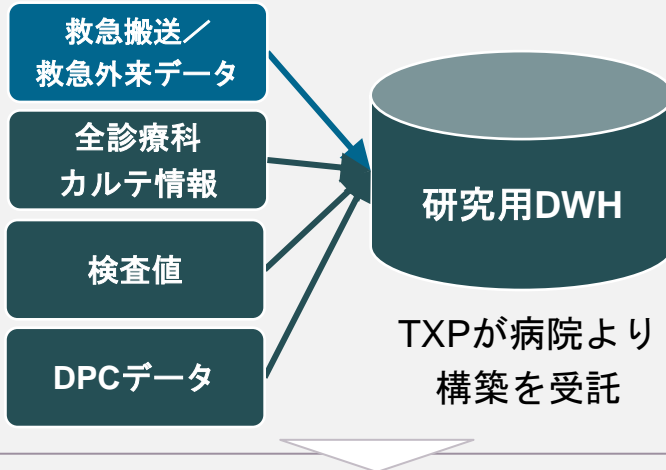 救急搬送／
救急外来データ
全診療科
カルテ情報
検査値
DPCデータ
研究用DWH
TXPが病院より
構築を受託